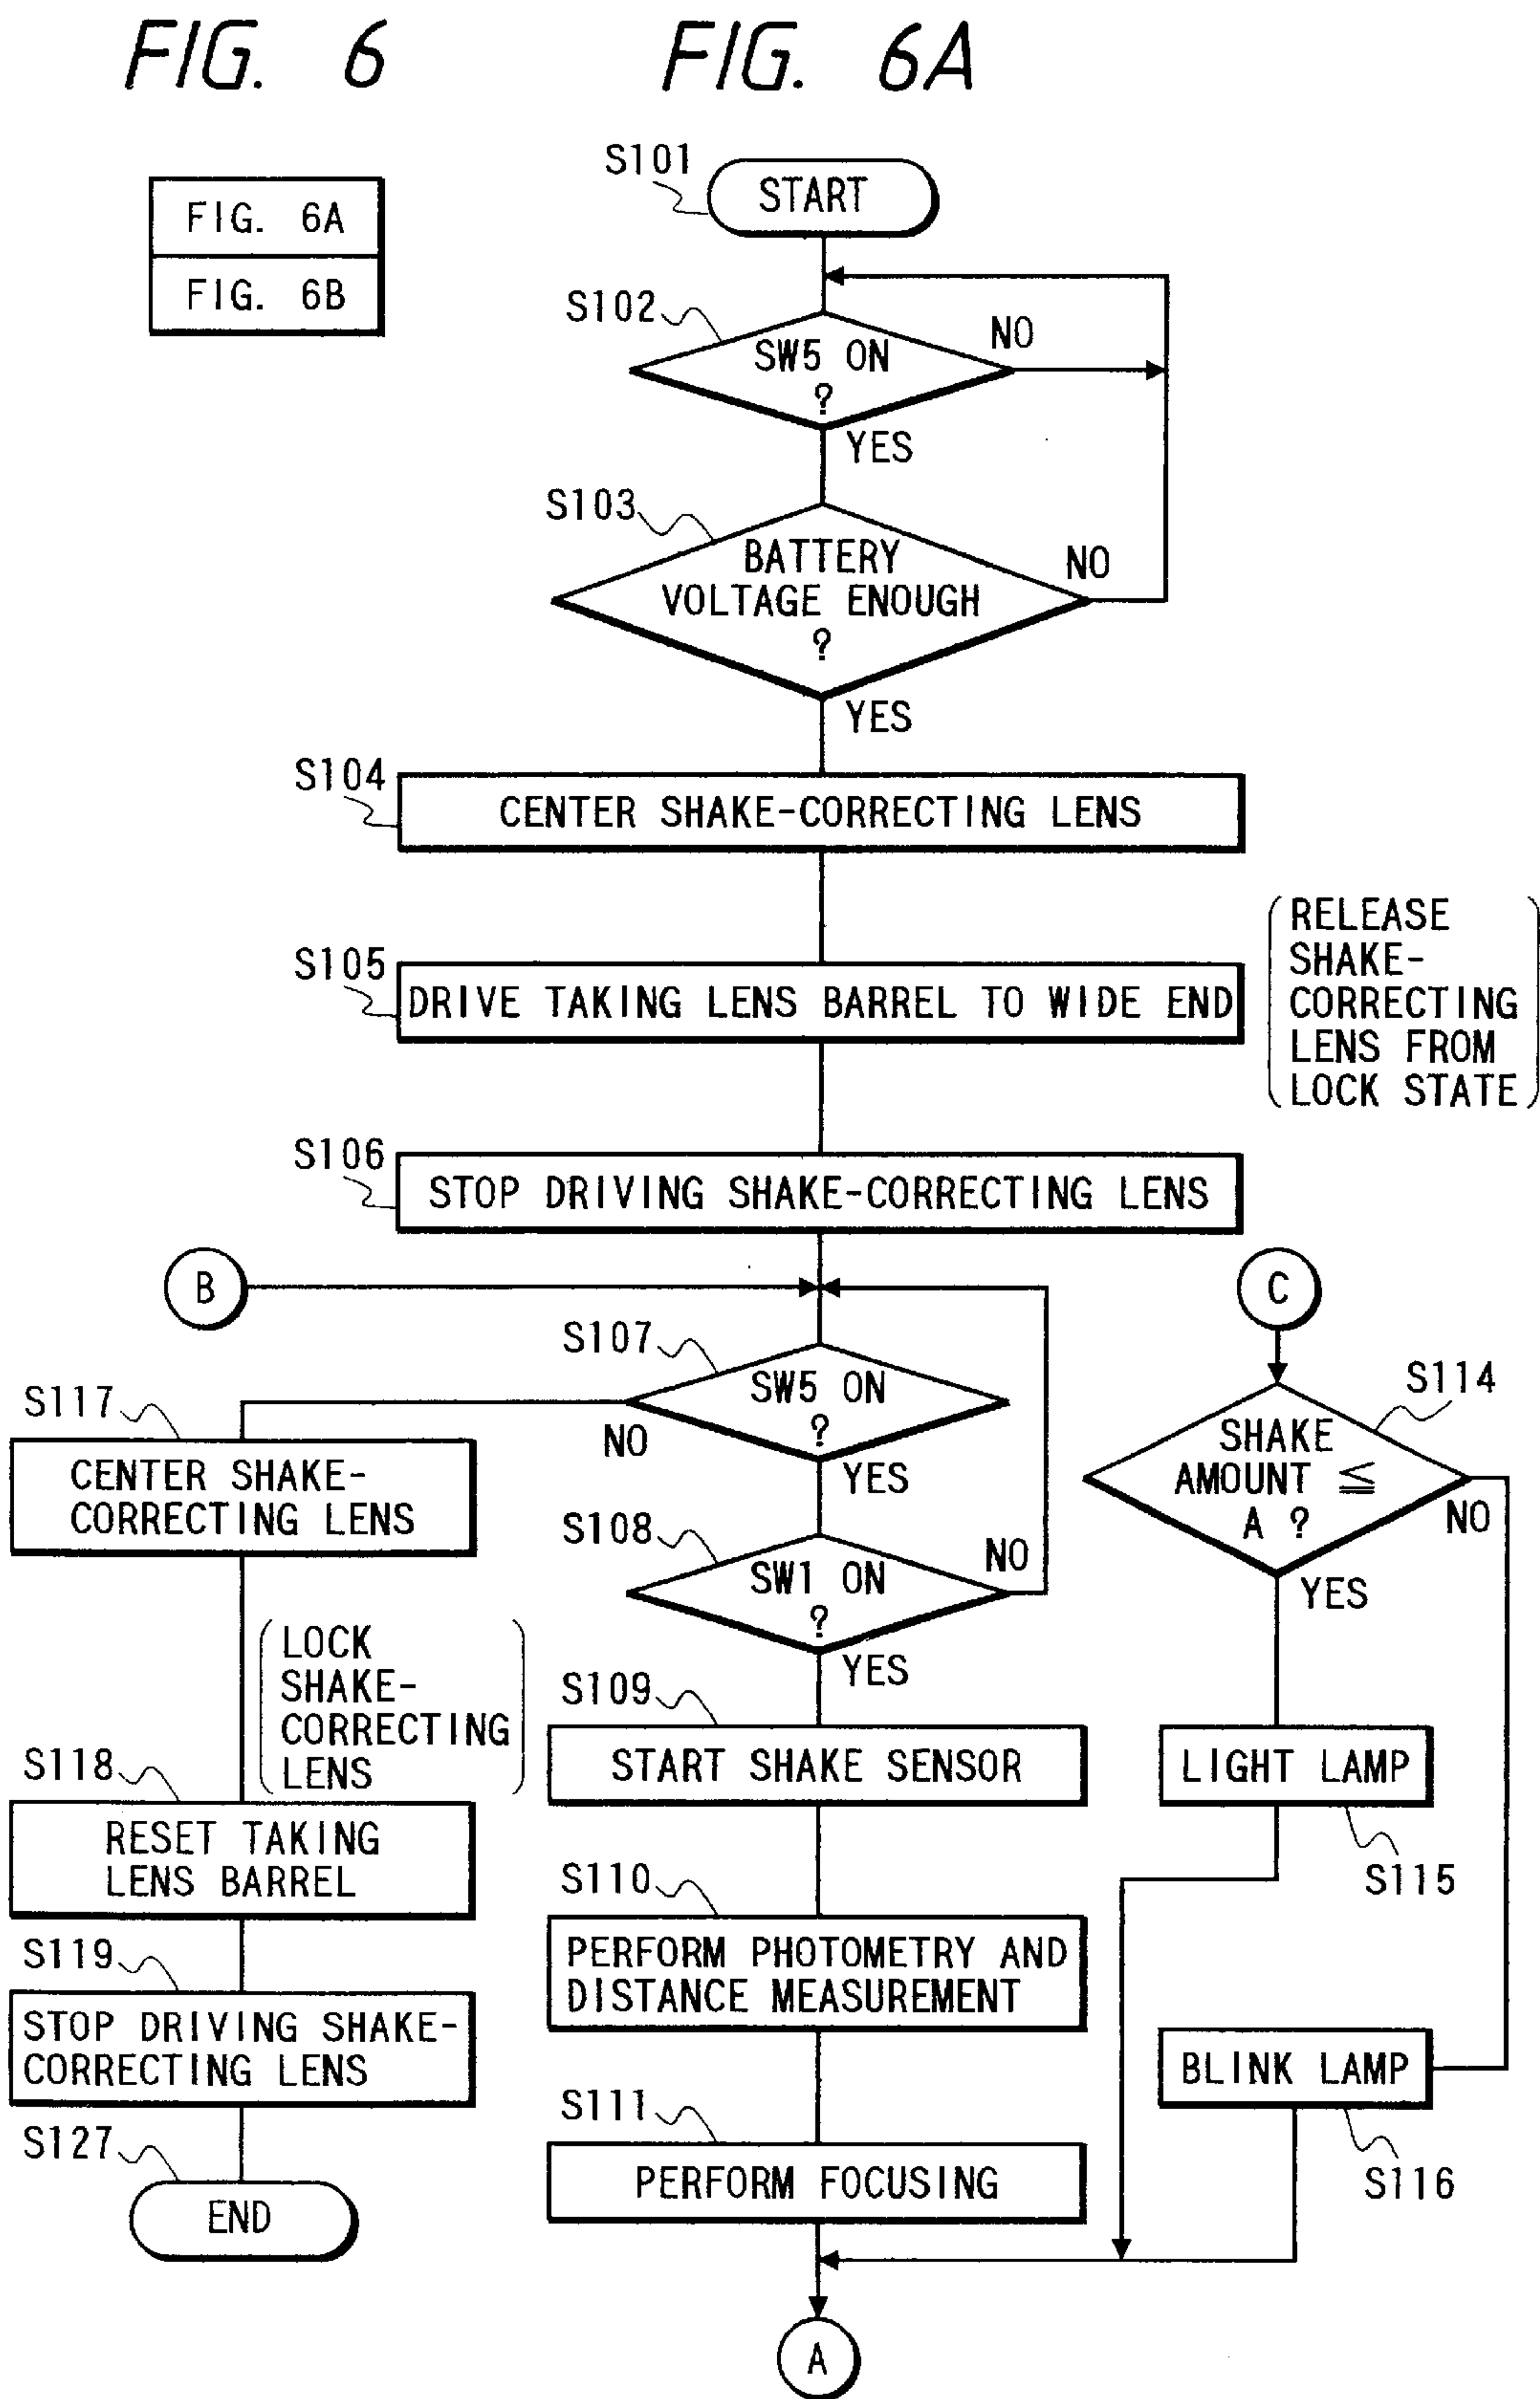 FIG. 6
FIG. 6A
FIG. 6A
FIG. 6B
S101
START
S102
SW5 ON
?
NO
YES
S103
BATTERY
VOLTAGE ENOUGH
?
NO
YES
S104
CENTER SHAKE-CORRECTING LENS
S105
DRIVE TAKING LENS BARREL TO WIDE END
RELEASE
SHAKE-
CORRECTING
LENS FROM
LOCK STATE
S106
STOP DRIVING SHAKE-CORRECTING LENS
B
S107
SW5 ON
?
NO
YES
S108
SW1 ON
?
NO
YES
S109
START SHAKE SENSOR
S110
PERFORM PHOTOMETRY AND
DISTANCE MEASUREMENT
S111
PERFORM FOCUSING
A
S117
CENTER SHAKE-
CORRECTING LENS
LOCK
SHAKE-
CORRECTING
LENS
S118
RESET TAKING
LENS BARREL
S119
STOP DRIVING SHAKE-
CORRECTING LENS
S127
END
C
S114
SHAKE
AMOUNT ≦
A ?
NO
YES
LIGHT LAMP
S115
BLINK LAMP
S116